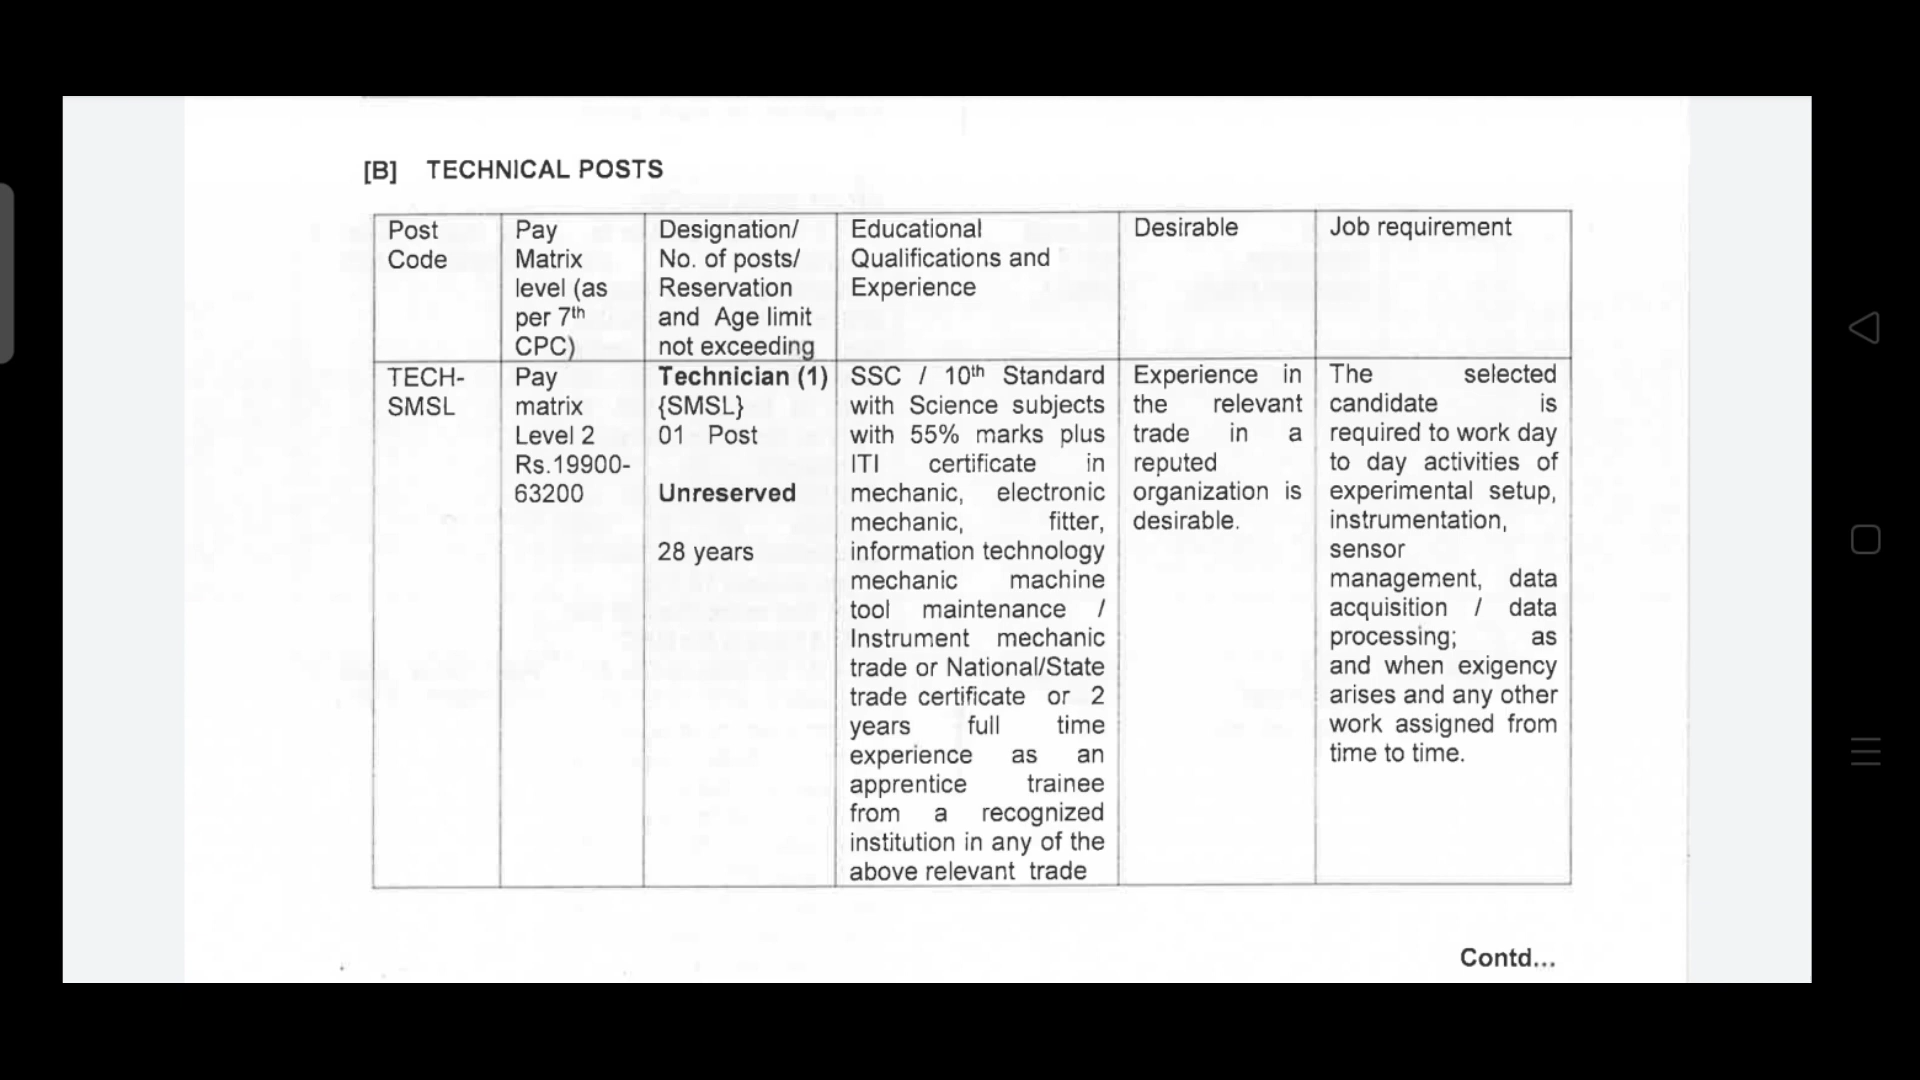 [B] TECHNICAL POSTS
Post
Code
Pay
Matrix
level (as
per 7th
CPC)
Designation/
No. of posts/
Reservation
and Age limit
not exceeding
Educational
Qualifications and
Experience
Desirable
Job requirement
TECH-
SMSL
Pay
matrix
Level 2
Rs.19900-
63200
Technician (1)
{SMSL}
01 Post
Unreserved
28 years
SSC / 10th Standard
with Science subjects
with 55% marks plus
ITI certificate in
mechanic, electronic
mechanic, fitter,
information technology
mechanic machine
tool maintenance /
Instrument mechanic
trade or National/State
trade certificate or 2
years full time
experience as an
apprentice trainee
from a recognized
institution in any of the
above relevant trade
Experience in
the relevant
trade in a
reputed
organization is
desirable.
The selected
candidate is
required to work day
to day activities of
experimental setup,
instrumentation,
sensor
management, data
acquisition / data
processing; as
and when exigency
arises and any other
work assigned from
time to time.
Contd...